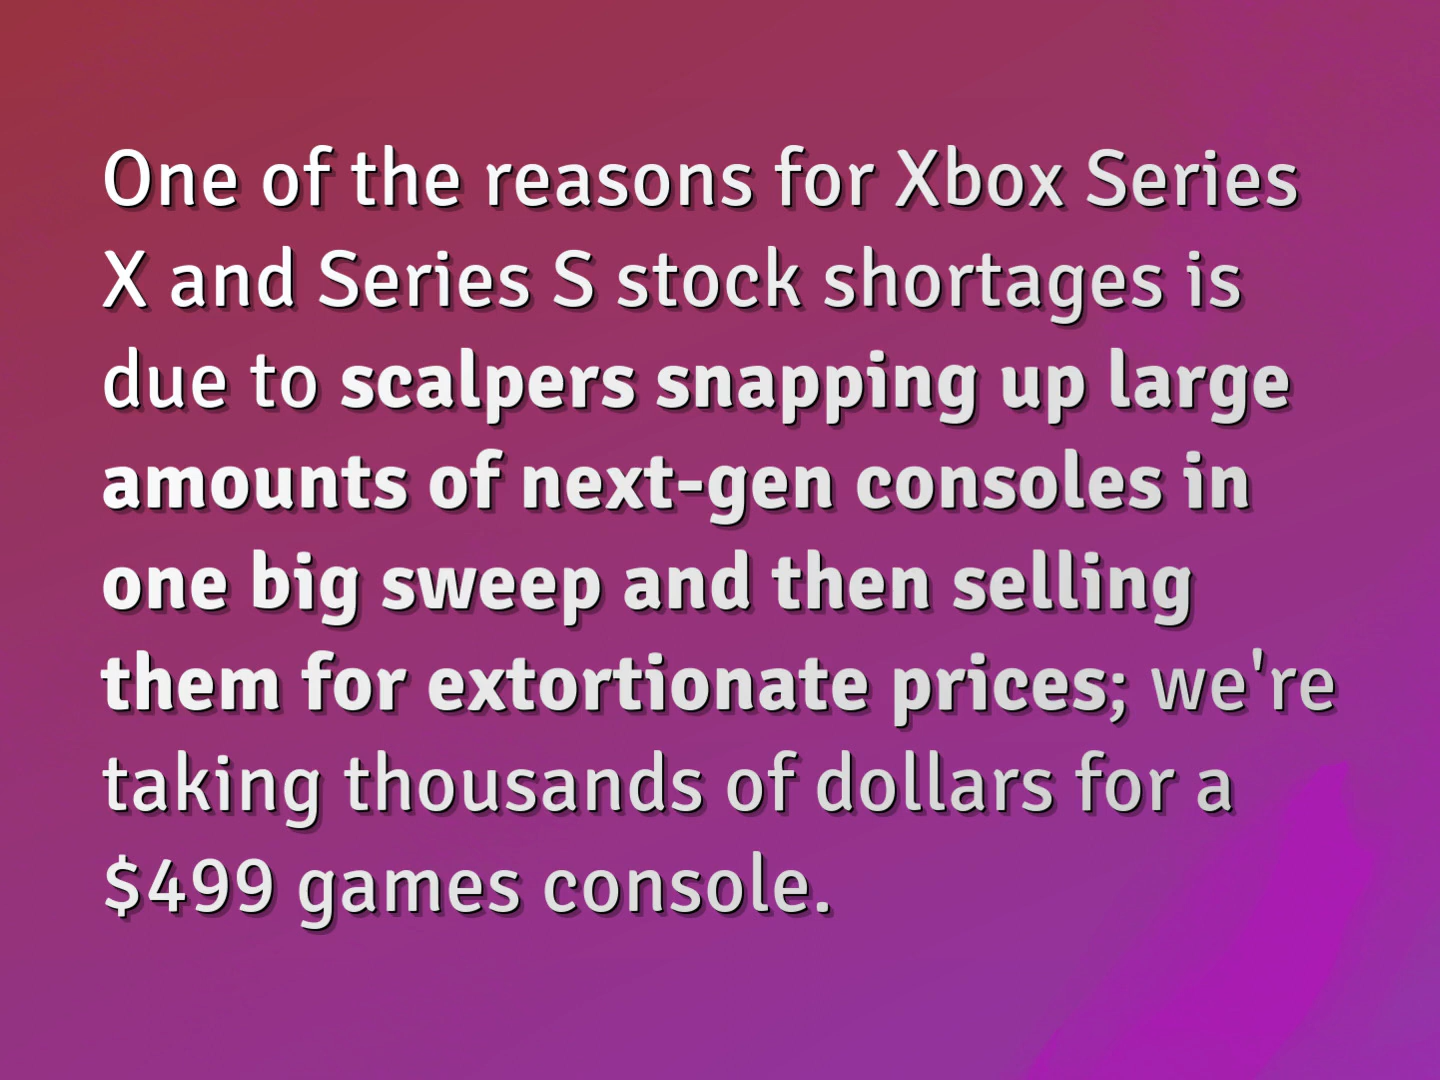 One of the reasons for Xbox Series
X and Series S stock shortages is
due to scalpers snapping up large
amounts of next-gen consoles in
one big sweep and then selling
them for extortionate prices; we're
taking thousands of dollars for a
$499 games console.